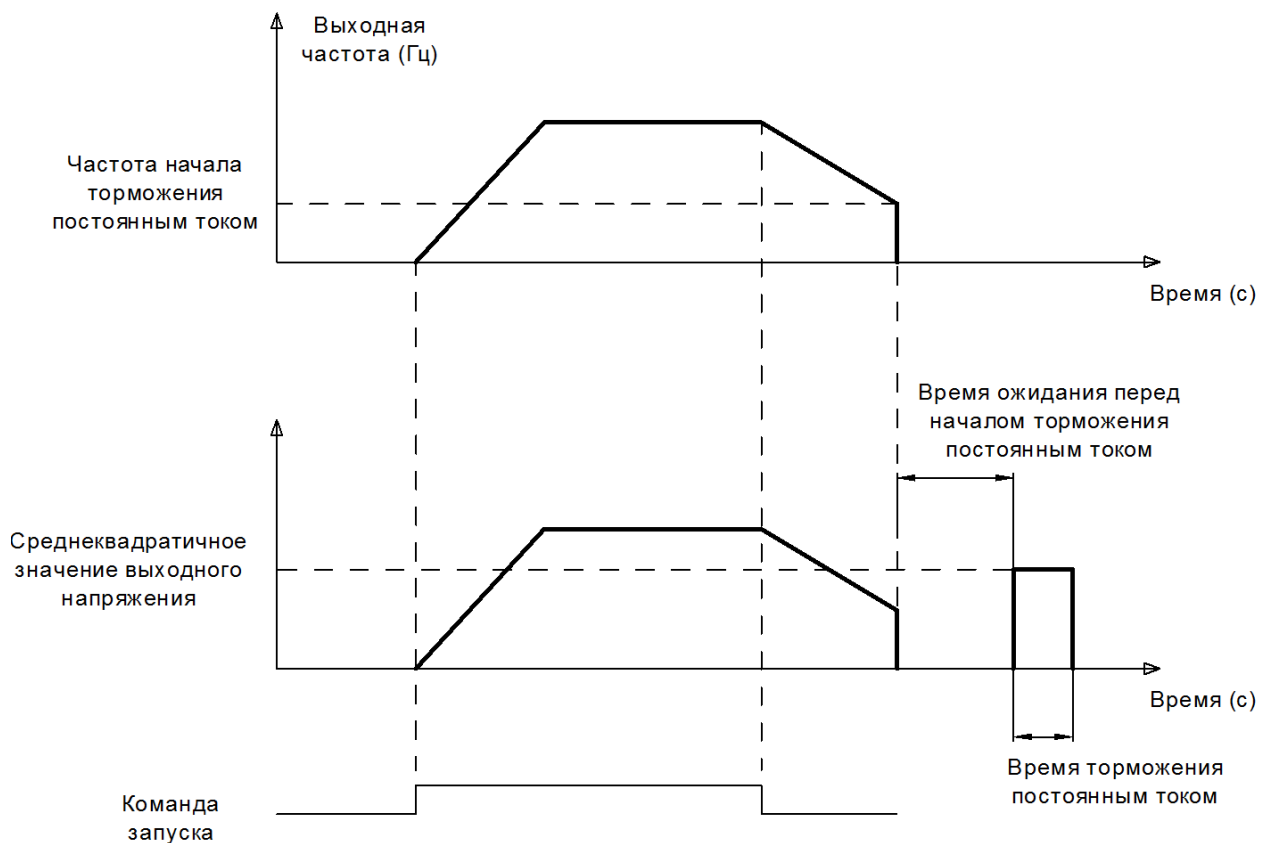 Выходная
частота (Гц)
Частота начала
торможения
постоянным током
Время (с)
Время ожидания перед
началом торможения
постоянным током
Среднеквадратичное
значение выходного
напряжения
Время (с)
Время торможения
постоянным током
Команда
запуска